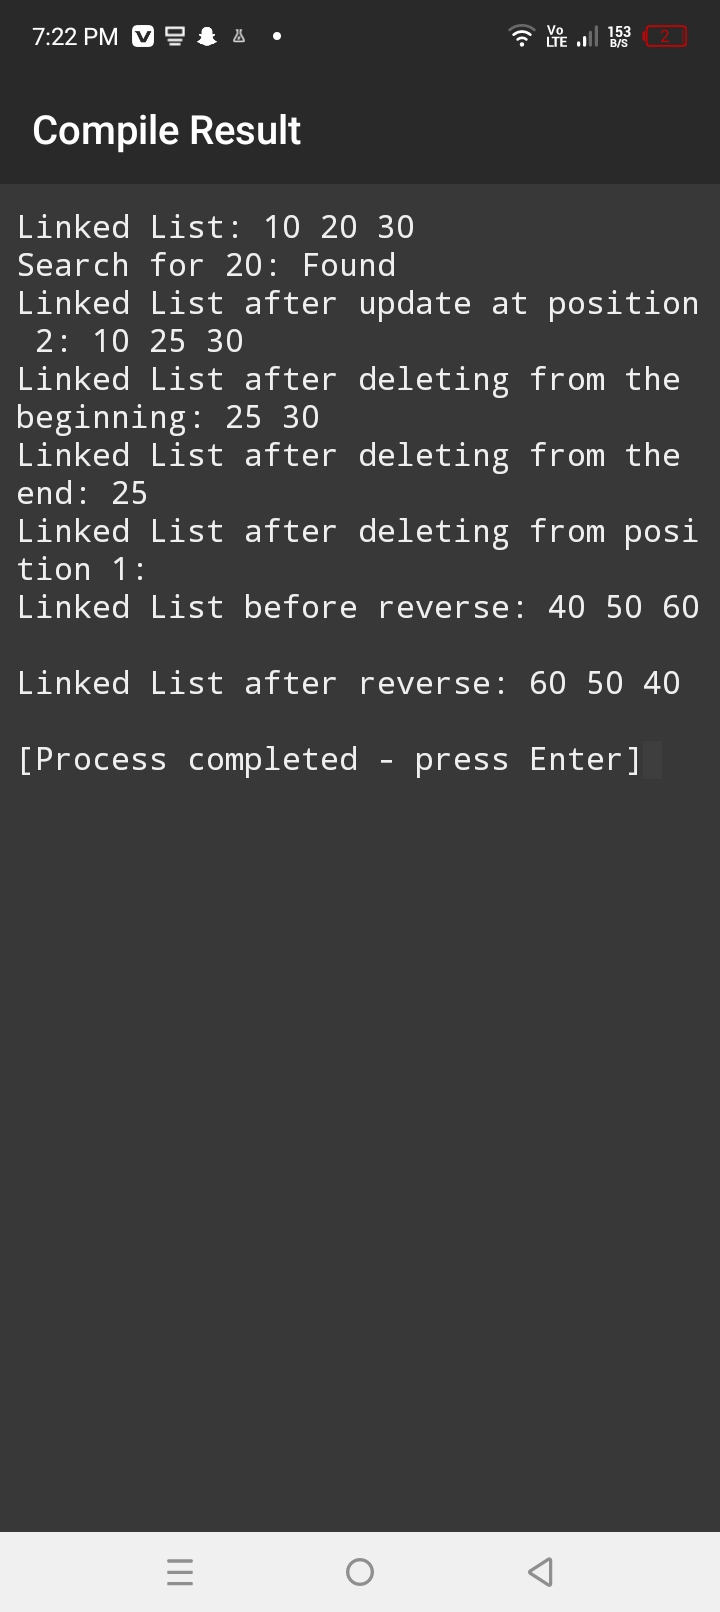 7:22 PM
Vo
LTE
153
B/S
2
Compile Result
Linked List: 10 20 30
Search for 20: Found
Linked List after update at position
 2: 10 25 30
Linked List after deleting from the
beginning: 25 30
Linked List after deleting from the
end: 25
Linked List after deleting from posi
tion 1:
Linked List before reverse: 40 50 60
Linked List after reverse: 60 50 40
[Process completed - press Enter]